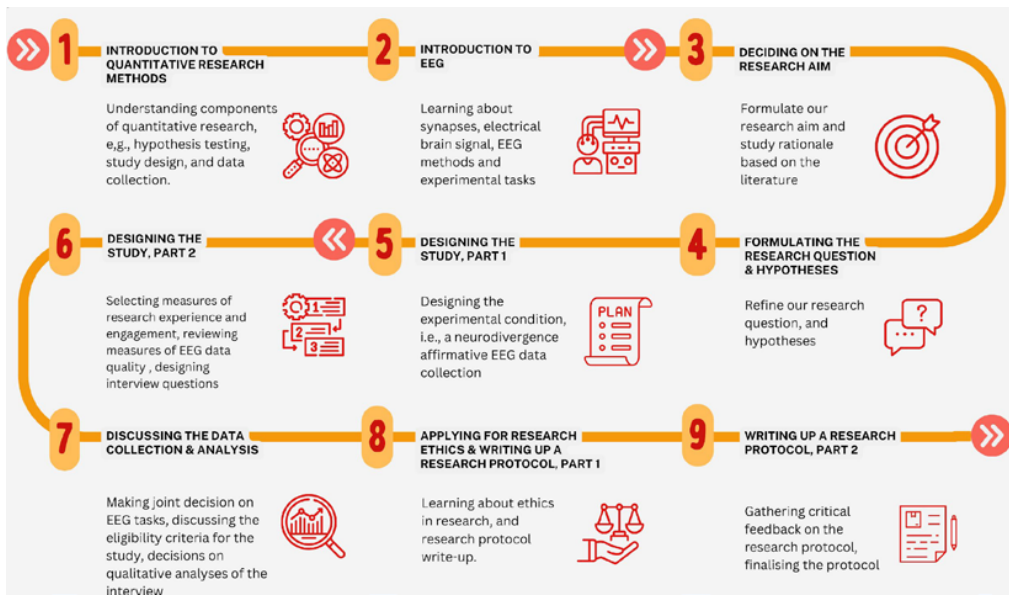 1
INTRODUCTION TO
QUANTITATIVE RESEARCH
METHODS
Understanding components
of quantitative research,
e,g., hypothesis testing,
study design, and data
collection.
2
INTRODUCTION TO
EEG
Learning about
synapses, electrical
brain signal, EEG
methods and
experimental tasks
3
DECIDING ON THE
RESEARCH AIM
Formulate our
research aim and
study rationale
based on the
literature
4
FORMULATING THE
RESEARCH QUESTION
& HYPOTHESES
Refine our research
question, and
hypotheses
?
5
DESIGNING THE
STUDY, PART 1
Designing the
experimental condition,
i.e., a neurodivergence
affirmative EEG data
collection
PLAN
6
DESIGNING THE
STUDY, PART 2
Selecting measures of
research experience and
engagement, reviewing
measures of EEG data
quality , designing
interview questions
1
2
3
7
DISCUSSING THE DATA
COLLECTION & ANALYSIS
Making joint decision on
EEG tasks, discussing the
eligibility criteria for the
study, decisions on
qualitative analyses of the
interview
8
APPLYING FOR RESEARCH
ETHICS & WRITING UP A
RESEARCH PROTOCOL, PART 1
Learning about ethics
in research, and
research protocol
write-up.
9
WRITING UP A RESEARCH
PROTOCOL, PART 2
Gathering critical
feedback on the
research protocol,
finalising the protocol